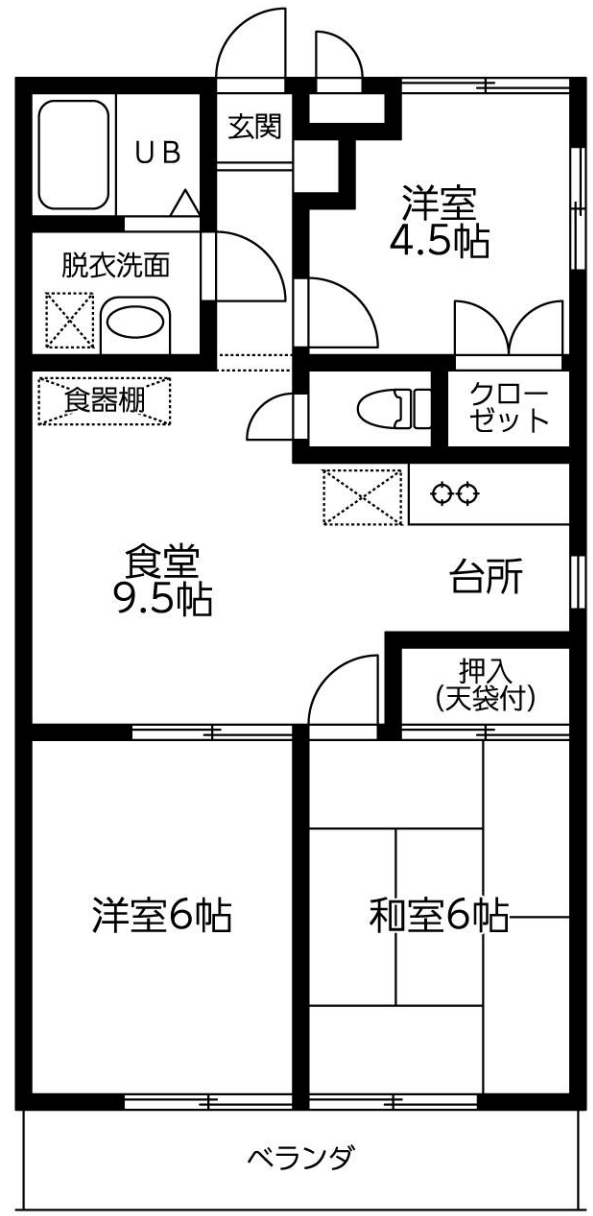 玄関
UB
洋室
4.5帖
脱衣洗面
食器棚
クロー
ゼット
食堂
9.5帖
台所
押入
(天袋付)
洋室6帖
和室6帖
ベランダ